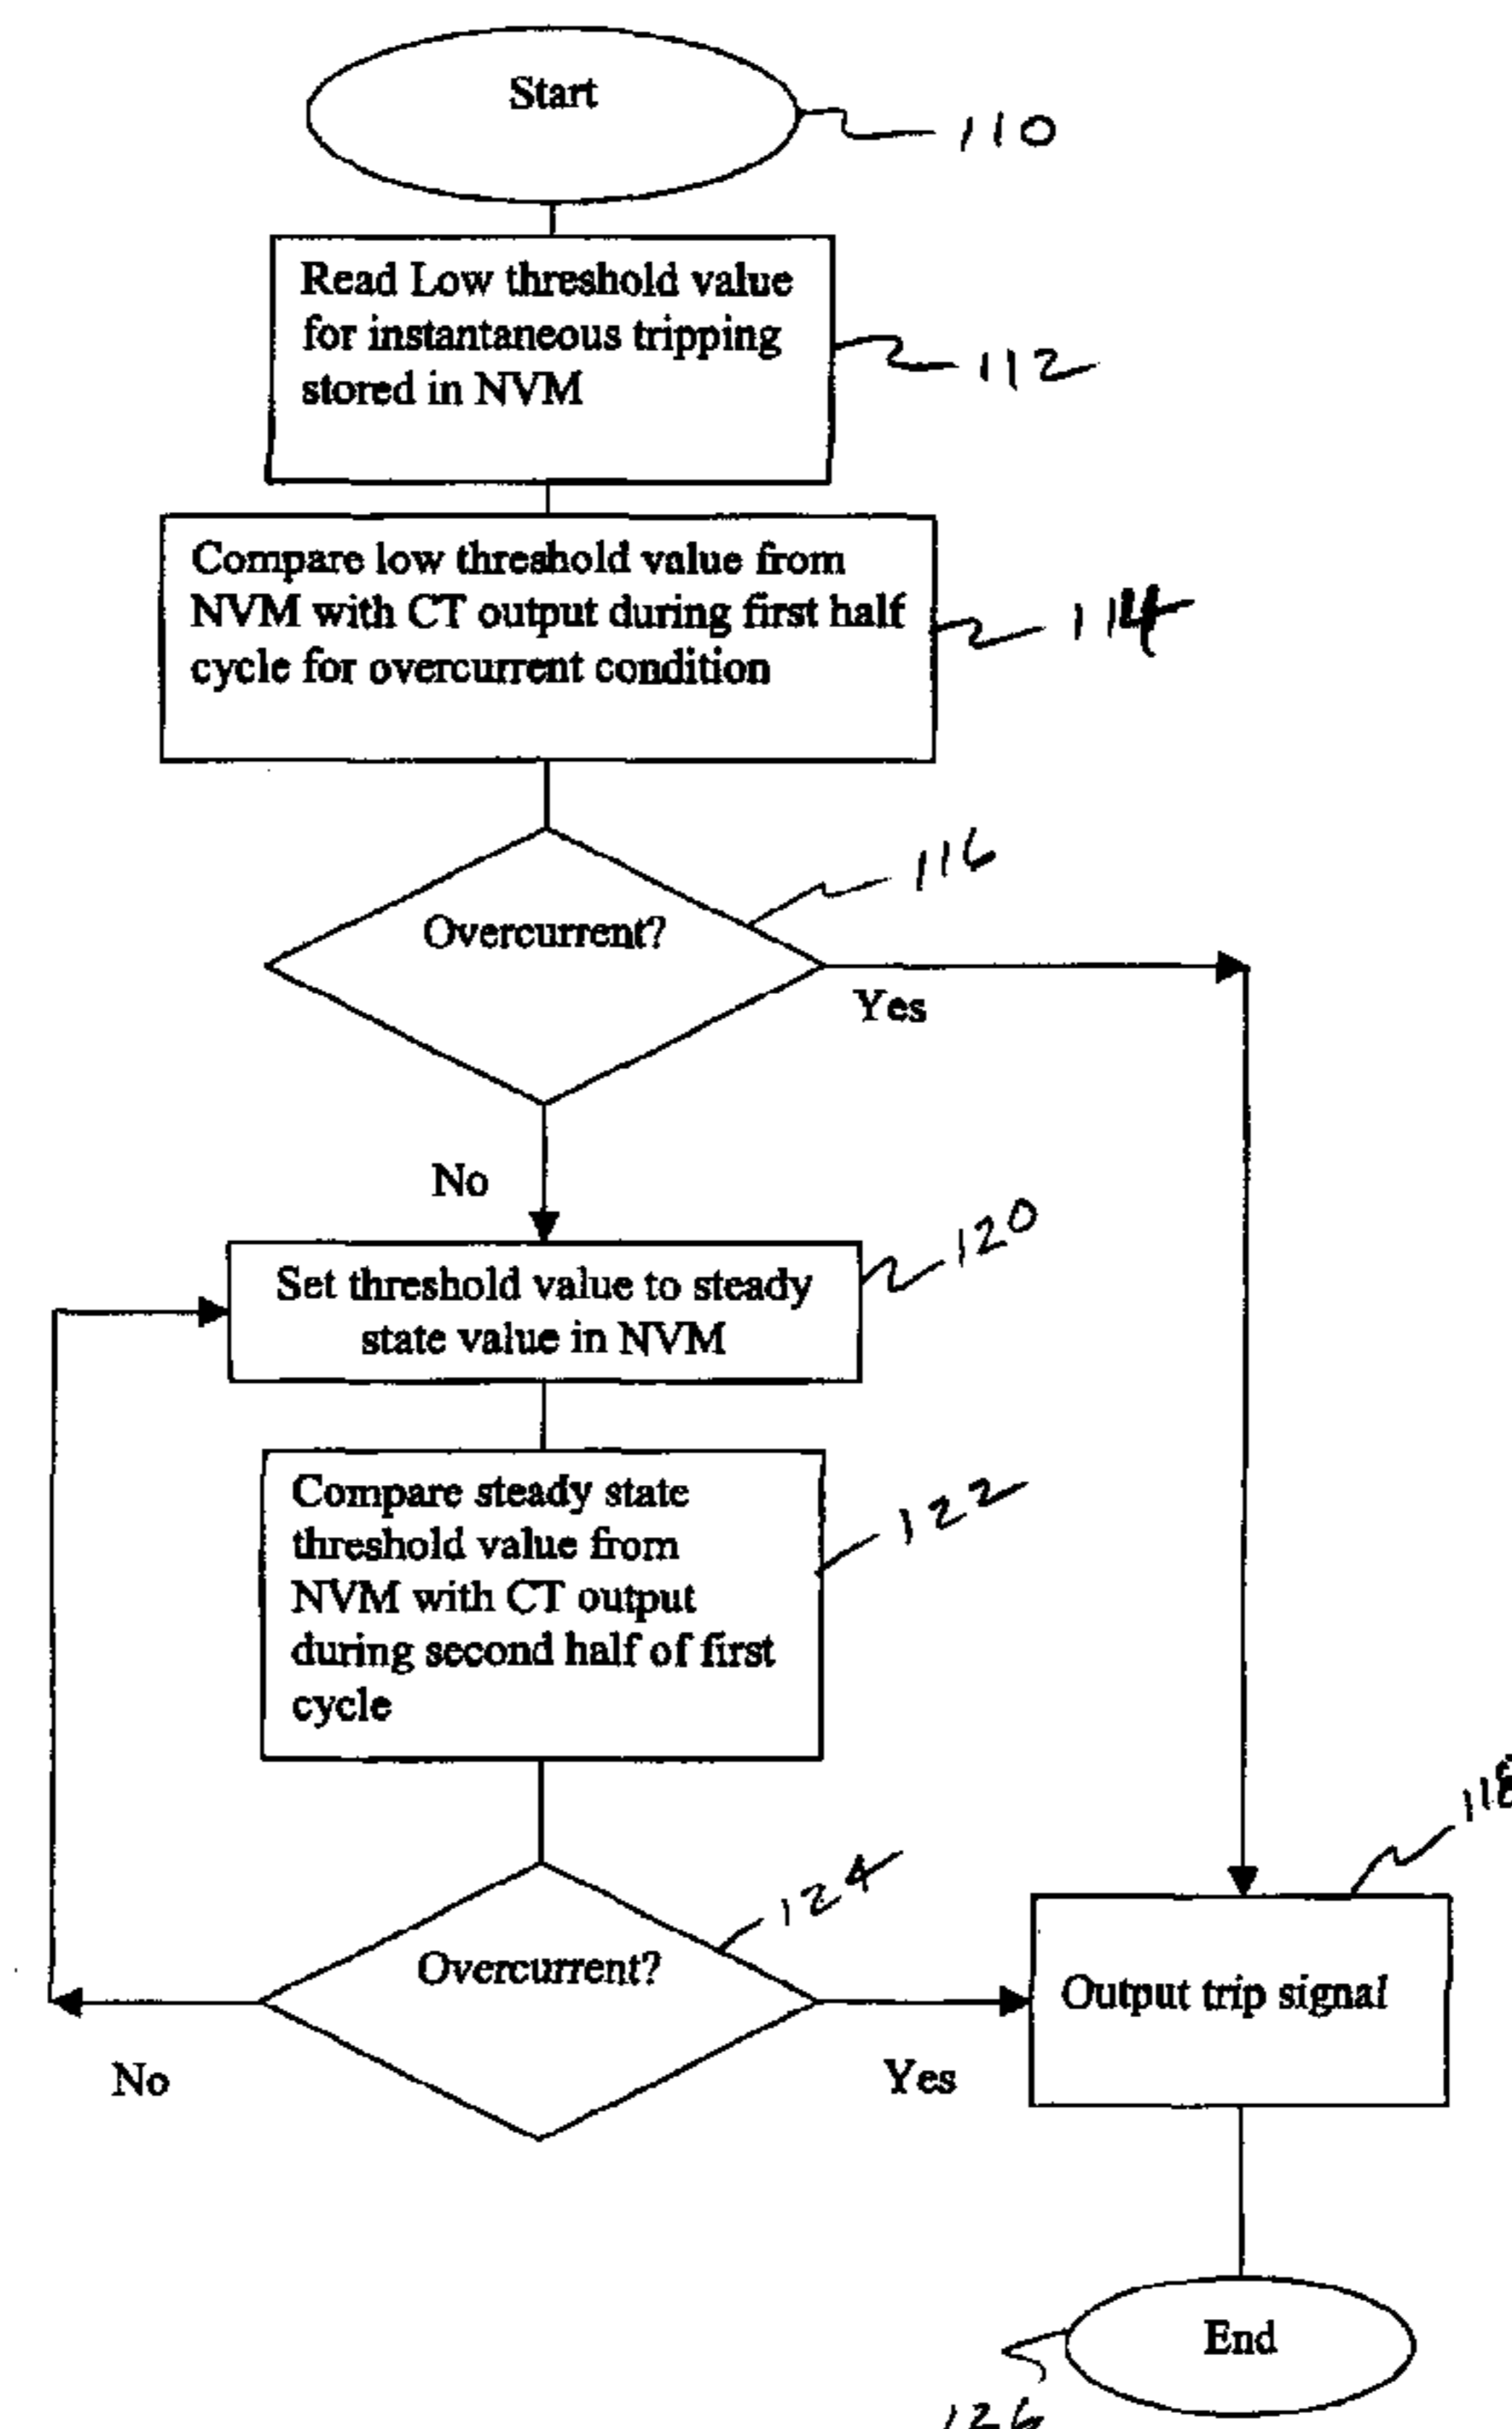 Start
110
Read Low threshold value
for instantaneous tripping
stored in NVM
112
Compare low threshold value from
NVM with CT output during first half
cycle for overcurrent condition
114
116
Overcurrent?
Yes
No
120
Set threshold value to steady
state value in NVM
Compare steady state
threshold value from
NVM with CT output
during second half of first
cycle
122
118
124
Overcurrent?
Output trip signal
No
Yes
End
126